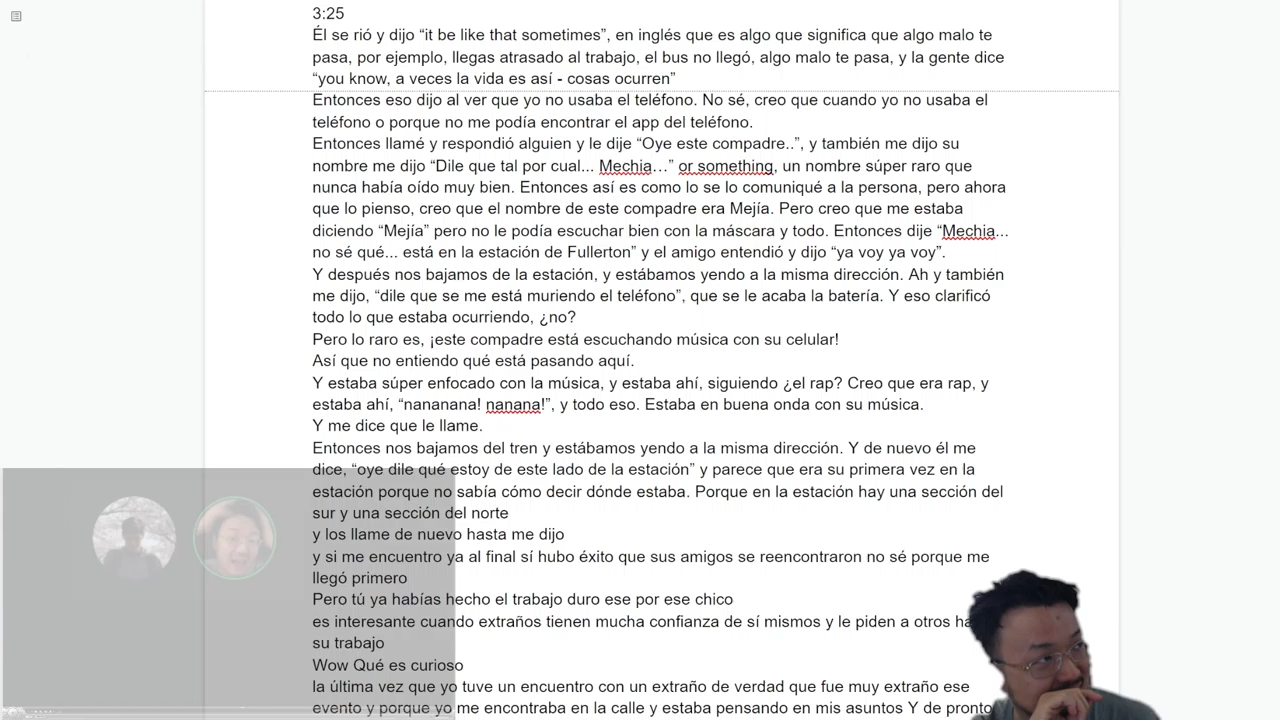 3:25
Él se rió y dijo “it be like that sometimes”, en inglés que es algo que significa que algo malo te
pasa, por ejemplo, llegas atrasado al trabajo, el bus no llegó, algo malo te pasa, y la gente dice
“you know, a veces la vida es así - cosas ocurren”
Entonces eso dijo al ver que yo no usaba el teléfono. No sé, creo que cuando yo no usaba el
teléfono o porque no me podía encontrar el app del teléfono.
Entonces llamé y respondió alguien y le dije “Oye este compadre..”, y también me dijo su
nombre me dijo “Dile que tal por cual... Mechia…” or something, un nombre súper raro que
nunca había oído muy bien. Entonces así es como lo se lo comuniqué a la persona, pero ahora
que lo pienso, creo que el nombre de este compadre era Mejía. Pero creo que me estaba
diciendo “Mejía” pero no le podía escuchar bien con la máscara y todo. Entonces dije “Mechia...
no sé qué... está en la estación de Fullerton” y el amigo entendió y dijo “ya voy ya voy”.
Y después nos bajamos de la estación, y estábamos yendo a la misma dirección. Ah y también
me dijo, “dile que se me está muriendo el teléfono”, que se le acaba la batería. Y eso clarificó
todo lo que estaba ocurriendo, ¿no?
Pero lo raro es, ¡este compadre está escuchando música con su celular!
Así que no entiendo qué está pasando aquí.
Y estaba súper enfocado con la música, y estaba ahí, siguiendo ¿el rap? Creo que era rap, y
estaba ahí, “nananana! nanana!”, y todo eso. Estaba en buena onda con su música.
Y me dice que le llame.
Entonces nos bajamos del tren y estábamos yendo a la misma dirección. Y de nuevo él me
dice, “oye dile qué estoy de este lado de la estación” y parece que era su primera vez en la
estación porque no sabía cómo decir dónde estaba. Porque en la estación hay una sección del
sur y una sección del norte
y los llame de nuevo hasta me dijo
y si me encuentro ya al final sí hubo éxito que sus amigos se reencontraron no sé porque me
llegó primero
Pero tú ya habías hecho el trabajo duro ese por ese chico
es interesante cuando extraños tienen mucha confianza de sí mismos y le piden a otros
su trabajo
Wow Qué es curioso
la última vez que yo tuve un encuentro con un extraño de verdad que fue muy extraño ese
evento y porque yo me encontraba en la calle y estaba pensando en mis asuntos Y de pronto